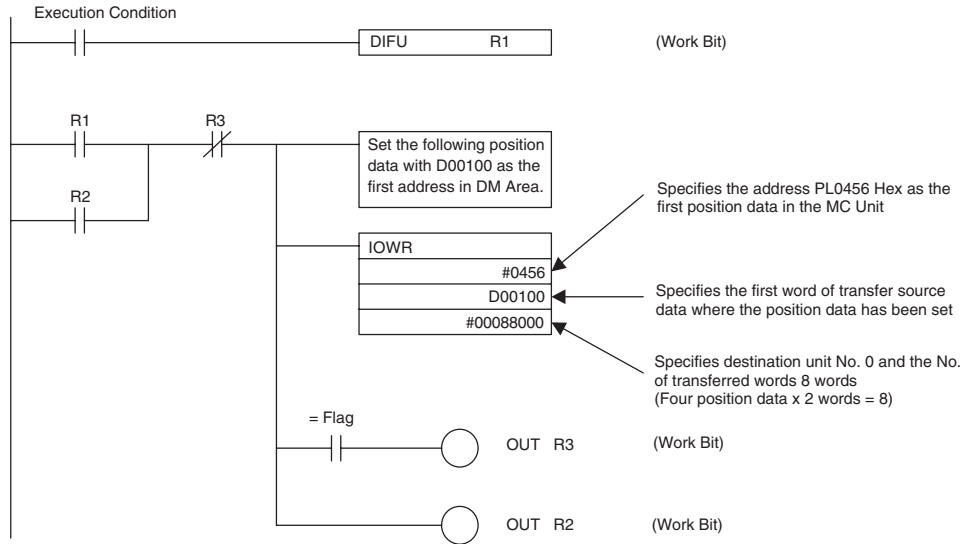 Execution Condition
DIFU R1
(Work Bit)
R1
R3
R2
Set the following position
data with D00100 as the
first address in DM Area.
IOWR
#0456
D00100
#00088000
Specifies the address PL0456 Hex as the
first position data in the MC Unit
Specifies the first word of transfer source
data where the position data has been set
Specifies destination unit No. 0 and the No.
of transferred words 8 words
(Four position data x 2 words = 8)
= Flag
OUT R3
(Work Bit)
OUT R2
(Work Bit)